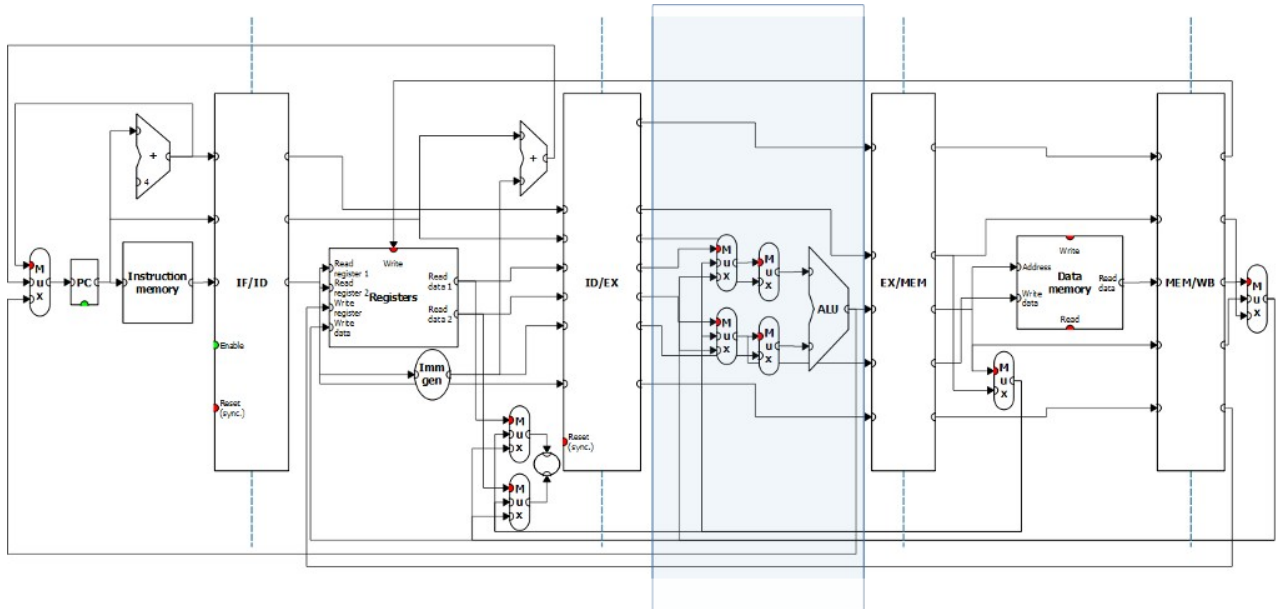 +
4
M
u
x
PC
Instruction
memory
IF/ID
Enable
Reset
(sync.)
Write
Read
register 1
Read
register 2
Write
register
Write
data
Registers
Read
data 1
Read
data 2
Imm
gen
+
M
u
x
M
u
x
ID/EX
Reset
(sync.)
M
u
x
M
u
x
M
u
x
M
u
x
ALU
EX/MEM
Write
Address
Write
data
Data
memory
Read
data
Read
M
u
x
MEM/WB
M
u
x